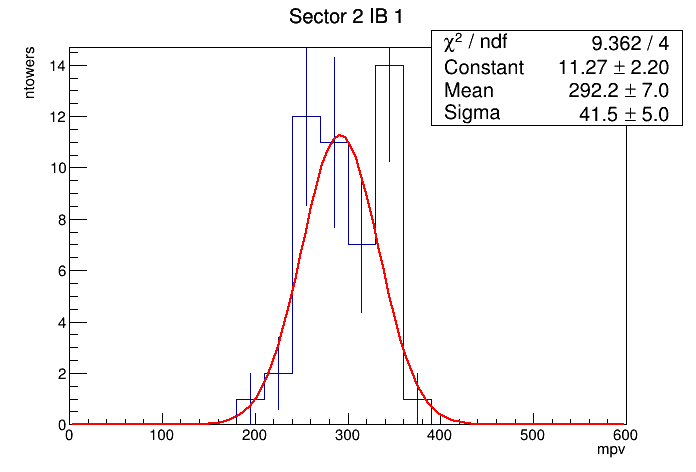 Sector 2 IB 1
χ² / ndf 9.362 / 4
Constant 11.27 ± 2.20
Mean 292.2 ± 7.0
Sigma 41.5 ± 5.0
ntowers
14
12
10
8
6
4
2
0
0 100 200 300 400 500 600
mpv